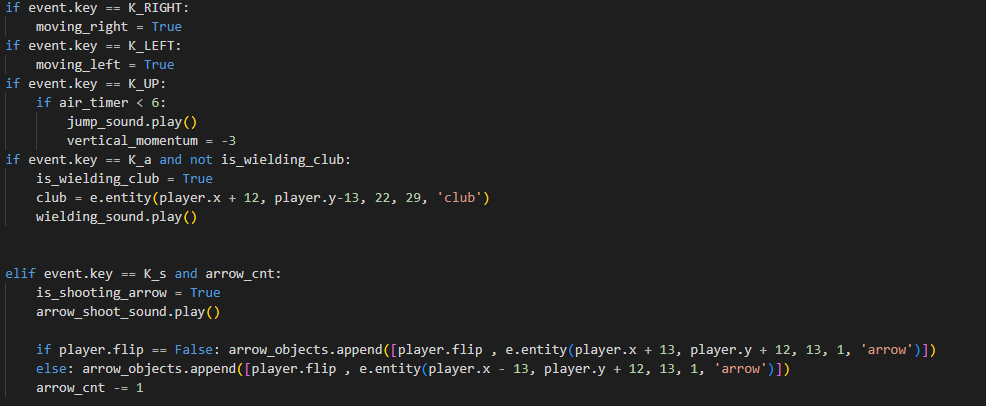 if event.key == K_RIGHT:
    moving_right = True
if event.key == K_LEFT:
    moving_left = True
if event.key == K_UP:
    if air_timer < 6:
        jump_sound.play()
        vertical_momentum = -3
if event.key == K_a and not is_wielding_club:
    is_wielding_club = True
    club = e.entity(player.x + 12, player.y-13, 22, 29, 'club')
    wielding_sound.play()
elif event.key == K_s and arrow_cnt:
    is_shooting_arrow = True
    arrow_shoot_sound.play()
    if player.flip == False: arrow_objects.append([player.flip , e.entity(player.x + 13, player.y + 12, 13, 1, 'arrow')])
    else: arrow_objects.append([player.flip , e.entity(player.x - 13, player.y + 12, 13, 1, 'arrow')])
    arrow_cnt -= 1